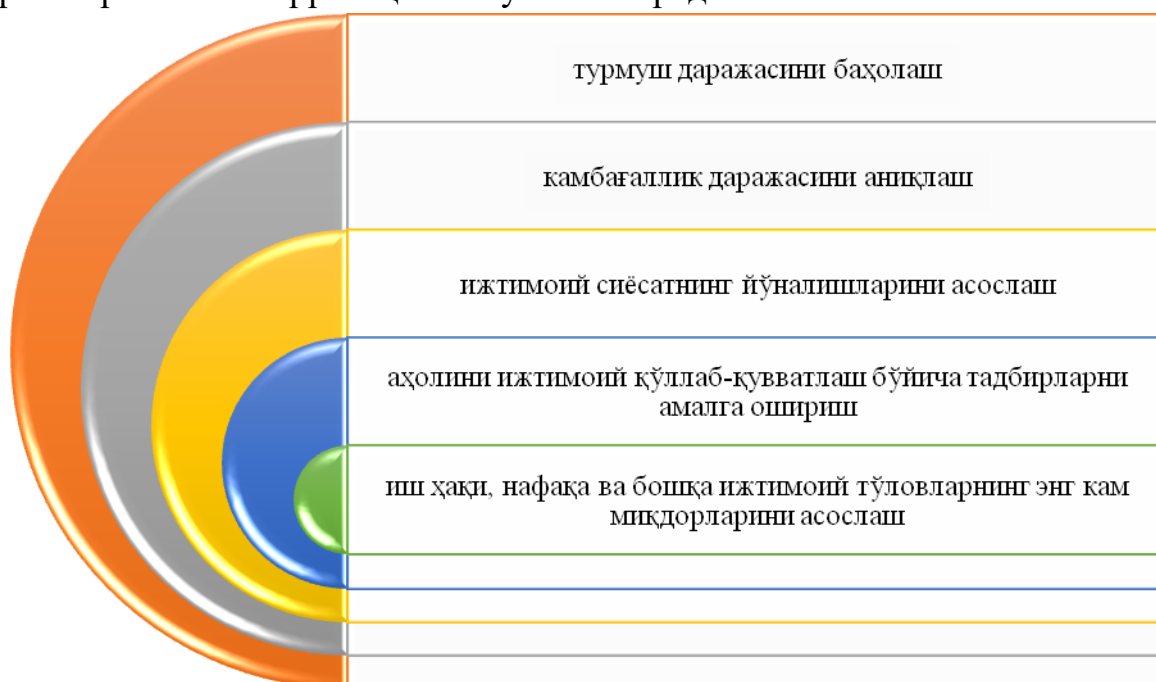 турмуш даражасини баҳолаш
камбағаллик даражасини аниқлаш
ижтимоий сиёсатнинг йўналишларини асослаш
аҳолини ижтимоий қўллаб-қувватлаш бўйича тадбирларни
амалга ошириш
иш ҳақи, нафақа ва бошқа ижтимоий тўловларнинг энг кам
миқдорларини асослаш